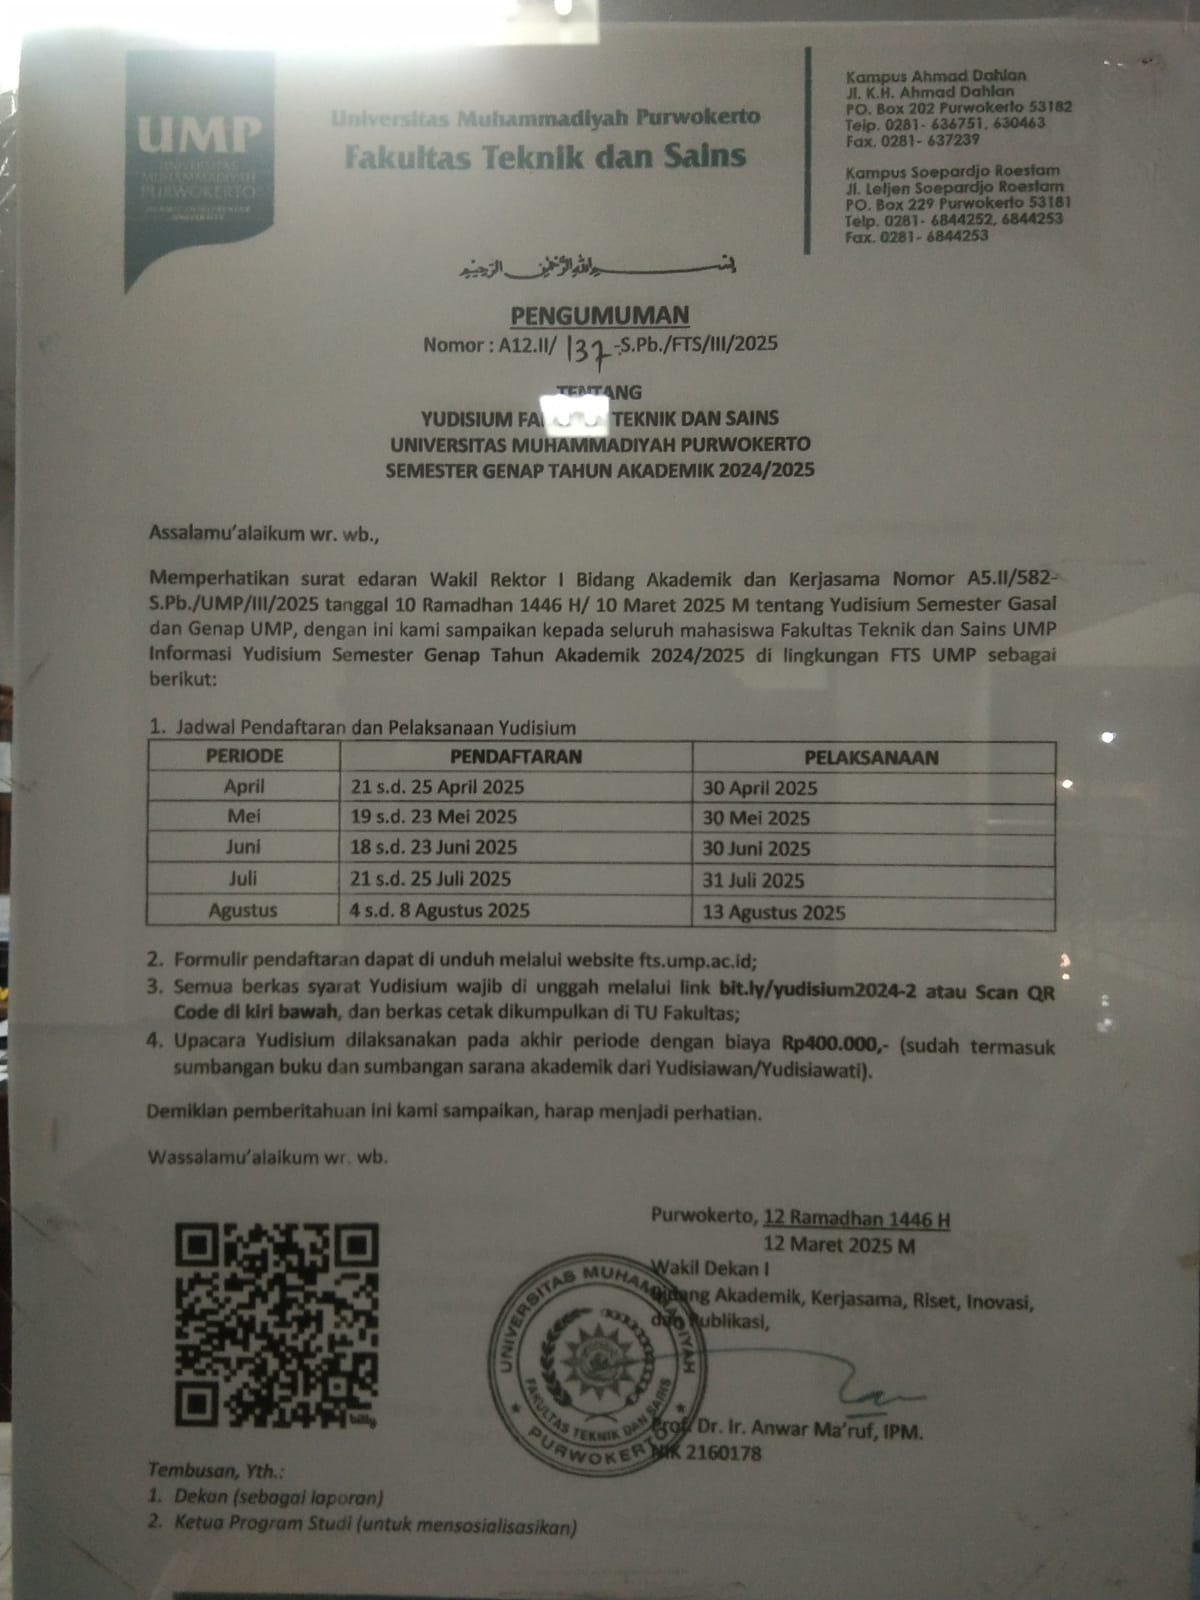 UMP
UNIVERSITAS
MUHAMMADIYAH
PURWOKERTO
Universitas Muhammadiyah Purwokerto
Fakultas Teknik dan Sains
Kampus Ahmad Dahlan
Jl. K.H. Ahmad Dahlan
PO. Box 202 Purwokerto 53182
Telp. 0281- 636751, 630463
Fax. 0281- 637239
Kampus Soepardjo Roestam
Jl. Letjen Soepardjo Roestam
PO. Box 229 Purwokerto 53181
Telp. 0281- 6844252, 6844253
Fax. 0281- 6844253
بسم الله الرحمن الرحيم
PENGUMUMAN
Nomor : A12.II/ 137 -S.Pb./FTS/III/2025
TENTANG
YUDISIUM FAKULTAS TEKNIK DAN SAINS
UNIVERSITAS MUHAMMADIYAH PURWOKERTO
SEMESTER GENAP TAHUN AKADEMIK 2024/2025
Assalamu'alaikum wr. wb.,
Memperhatikan surat edaran Wakil Rektor I Bidang Akademik dan Kerjasama Nomor A5.II/582-
S.Pb./UMP/III/2025 tanggal 10 Ramadhan 1446 H/ 10 Maret 2025 M tentang Yudisium Semester Gasal
dan Genap UMP, dengan ini kami sampaikan kepada seluruh mahasiswa Fakultas Teknik dan Sains UMP
Informasi Yudisium Semester Genap Tahun Akademik 2024/2025 di lingkungan FTS UMP sebagai
berikut:
1. Jadwal Pendaftaran dan Pelaksanaan Yudisium
PERIODE PENDAFTARAN PELAKSANAAN
April 21 s.d. 25 April 2025 30 April 2025
Mei 19 s.d. 23 Mei 2025 30 Mei 2025
Juni 18 s.d. 23 Juni 2025 30 Juni 2025
Juli 21 s.d. 25 Juli 2025 31 Juli 2025
Agustus 4 s.d. 8 Agustus 2025 13 Agustus 2025
2. Formulir pendaftaran dapat di unduh melalui website fts.ump.ac.id;
3. Semua berkas syarat Yudisium wajib di unggah melalui link bit.ly/yudisium2024-2 atau Scan QR
Code di kiri bawah, dan berkas cetak dikumpulkan di TU Fakultas;
4. Upacara Yudisium dilaksanakan pada akhir periode dengan biaya Rp400.000,- (sudah termasuk
sumbangan buku dan sumbangan sarana akademik dari Yudisiawan/Yudisiawati).
Demikian pemberitahuan ini kami sampaikan, harap menjadi perhatian.
Wassalamu'alaikum wr. wb.
Purwokerto, 12 Ramadhan 1446 H
12 Maret 2025 M
Wakil Dekan I
Bidang Akademik, Kerjasama, Riset, Inovasi,
dan Publikasi,
UNIVERSITAS MUHAMMADIYAH
FAKULTAS TEKNIK DAN SAINS
PURWOKERTO
Prof. Dr. Ir. Anwar Ma'ruf, IPM.
NIK 2160178
bitly
Tembusan, Yth.:
1. Dekan (sebagai laporan)
2. Ketua Program Studi (untuk mensosialisasikan)